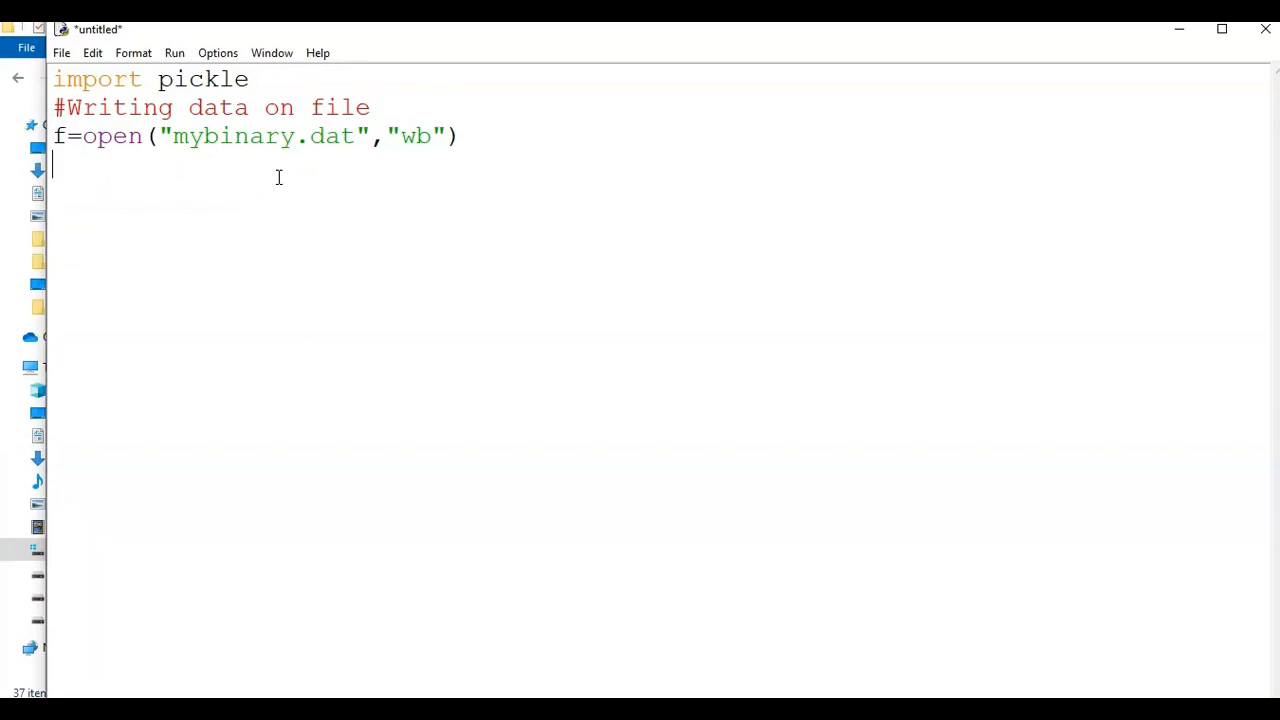 *untitled*
File Edit Format Run Options Window Help
File
import pickle
#Writing data on file
f=open("mybinary.dat","wb")
37 iten